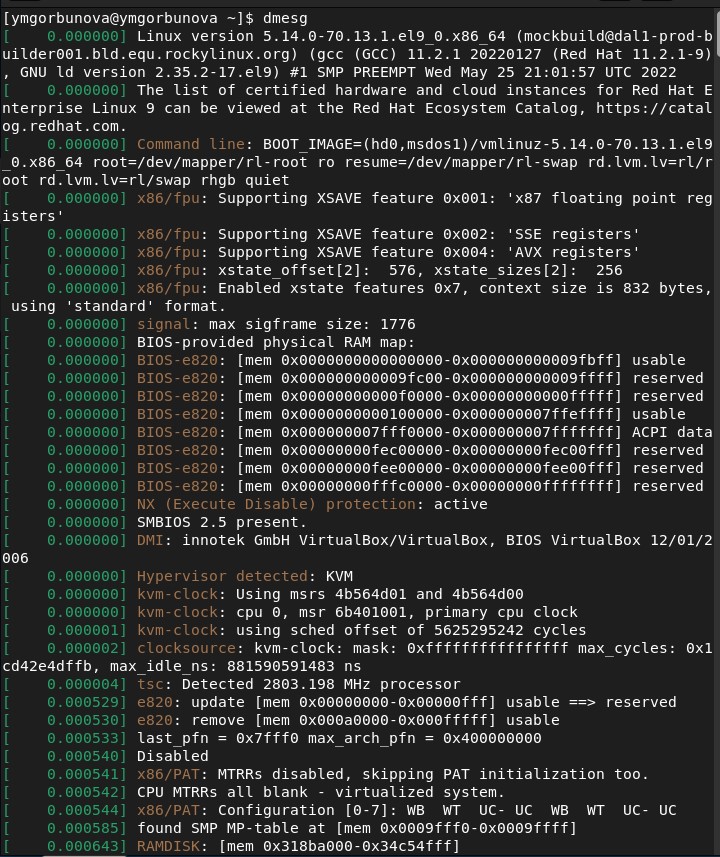 [ymgorbunova@ymgorbunova ~]$ dmesg
[    0.000000] Linux version 5.14.0-70.13.1.el9_0.x86_64 (mockbuild@dal1-prod-b
uilder001.bld.equ.rockylinux.org) (gcc (GCC) 11.2.1 20220127 (Red Hat 11.2.1-9)
, GNU ld version 2.35.2-17.el9) #1 SMP PREEMPT Wed May 25 21:01:57 UTC 2022
[    0.000000] The list of certified hardware and cloud instances for Red Hat E
nterprise Linux 9 can be viewed at the Red Hat Ecosystem Catalog, https://catal
og.redhat.com.
[    0.000000] Command line: BOOT_IMAGE=(hd0,msdos1)/vmlinuz-5.14.0-70.13.1.el9
_0.x86_64 root=/dev/mapper/rl-root ro resume=/dev/mapper/rl-swap rd.lvm.lv=rl/r
oot rd.lvm.lv=rl/swap rhgb quiet
[    0.000000] x86/fpu: Supporting XSAVE feature 0x001: 'x87 floating point reg
isters'
[    0.000000] x86/fpu: Supporting XSAVE feature 0x002: 'SSE registers'
[    0.000000] x86/fpu: Supporting XSAVE feature 0x004: 'AVX registers'
[    0.000000] x86/fpu: xstate_offset[2]:  576, xstate_sizes[2]:  256
[    0.000000] x86/fpu: Enabled xstate features 0x7, context size is 832 bytes,
 using 'standard' format.
[    0.000000] signal: max sigframe size: 1776
[    0.000000] BIOS-provided physical RAM map:
[    0.000000] BIOS-e820: [mem 0x0000000000000000-0x000000000009fbff] usable
[    0.000000] BIOS-e820: [mem 0x000000000009fc00-0x000000000009ffff] reserved
[    0.000000] BIOS-e820: [mem 0x00000000000f0000-0x00000000000fffff] reserved
[    0.000000] BIOS-e820: [mem 0x0000000000100000-0x000000007ffeffff] usable
[    0.000000] BIOS-e820: [mem 0x000000007fff0000-0x000000007fffffff] ACPI data
[    0.000000] BIOS-e820: [mem 0x00000000fec00000-0x00000000fec00fff] reserved
[    0.000000] BIOS-e820: [mem 0x00000000fee00000-0x00000000fee00fff] reserved
[    0.000000] BIOS-e820: [mem 0x00000000fffc0000-0x00000000ffffffff] reserved
[    0.000000] NX (Execute Disable) protection: active
[    0.000000] SMBIOS 2.5 present.
[    0.000000] DMI: innotek GmbH VirtualBox/VirtualBox, BIOS VirtualBox 12/01/2
006
[    0.000000] Hypervisor detected: KVM
[    0.000000] kvm-clock: Using msrs 4b564d01 and 4b564d00
[    0.000000] kvm-clock: cpu 0, msr 6b401001, primary cpu clock
[    0.000001] kvm-clock: using sched offset of 5625295242 cycles
[    0.000002] clocksource: kvm-clock: mask: 0xffffffffffffffff max_cycles: 0x1
cd42e4dffb, max_idle_ns: 881590591483 ns
[    0.000004] tsc: Detected 2803.198 MHz processor
[    0.000529] e820: update [mem 0x00000000-0x00000fff] usable ==> reserved
[    0.000530] e820: remove [mem 0x000a0000-0x000fffff] usable
[    0.000533] last_pfn = 0x7fff0 max_arch_pfn = 0x400000000
[    0.000540] Disabled
[    0.000541] x86/PAT: MTRRs disabled, skipping PAT initialization too.
[    0.000542] CPU MTRRs all blank - virtualized system.
[    0.000544] x86/PAT: Configuration [0-7]: WB  WT  UC- UC  WB  WT  UC- UC
[    0.000585] found SMP MP-table at [mem 0x0009fff0-0x0009ffff]
[    0.000643] RAMDISK: [mem 0x318ba000-0x34c54fff]